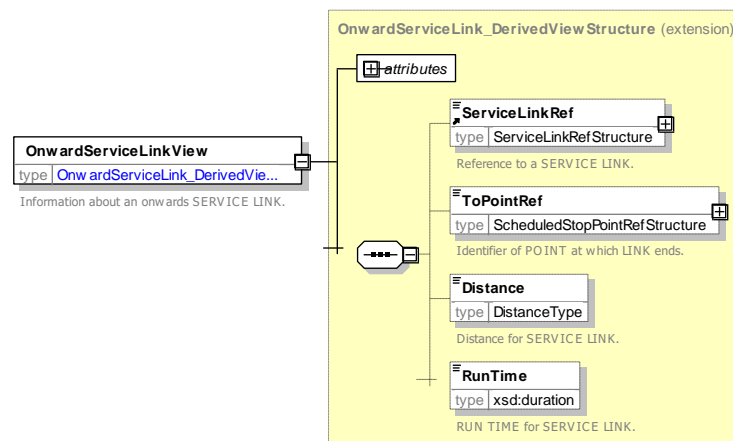 OnwardServiceLink_DerivedViewStructure (extension)
attributes
OnwardServiceLinkView
type OnwardServiceLink_DerivedVie...
Information about an onwards SERVICE LINK.
ServiceLinkRef
type ServiceLinkRefStructure
Reference to a SERVICE LINK.
ToPointRef
type ScheduledStopPointRefStructure
Identifier of POINT at which LINK ends.
Distance
type DistanceType
Distance for SERVICE LINK.
RunTime
type xsd:duration
RUN TIME for SERVICE LINK.